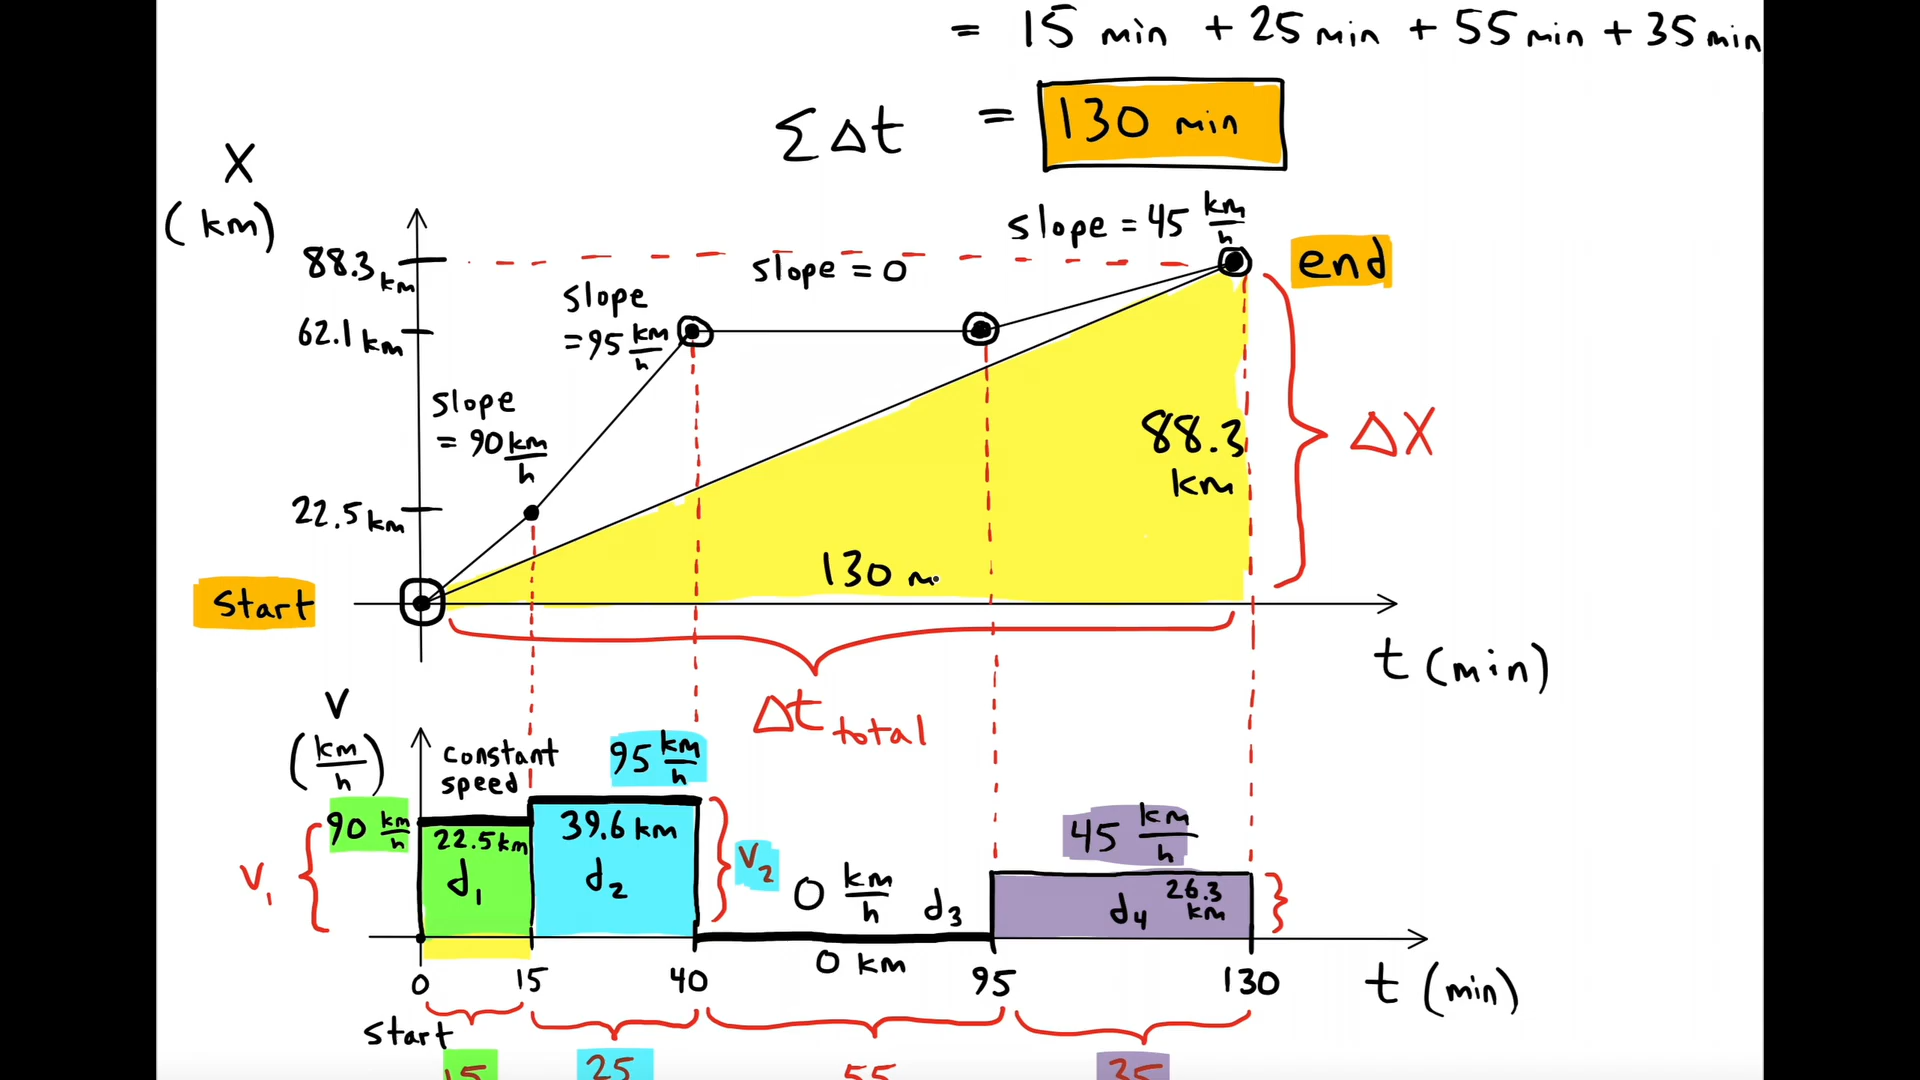 = 15 min + 25 min + 55 min + 35 min
Σ Δt = 130 min
X
(km)
88.3 km
62.1 km
22.5 km
start
slope = 45 km/h
end
slope = 0
slope
= 95 km/h
slope
= 90 km/h
88.3
km
ΔX
130 m
t (min)
Δt total
V
(km/h)
constant
speed
95 km/h
90 km/h
22.5 km
39.6 km
V1
d1
d2
V2
0 km/h
d3
45 km/h
d4
26.3
km
0 km
0
15
40
95
130
t (min)
start
15
25
55
35